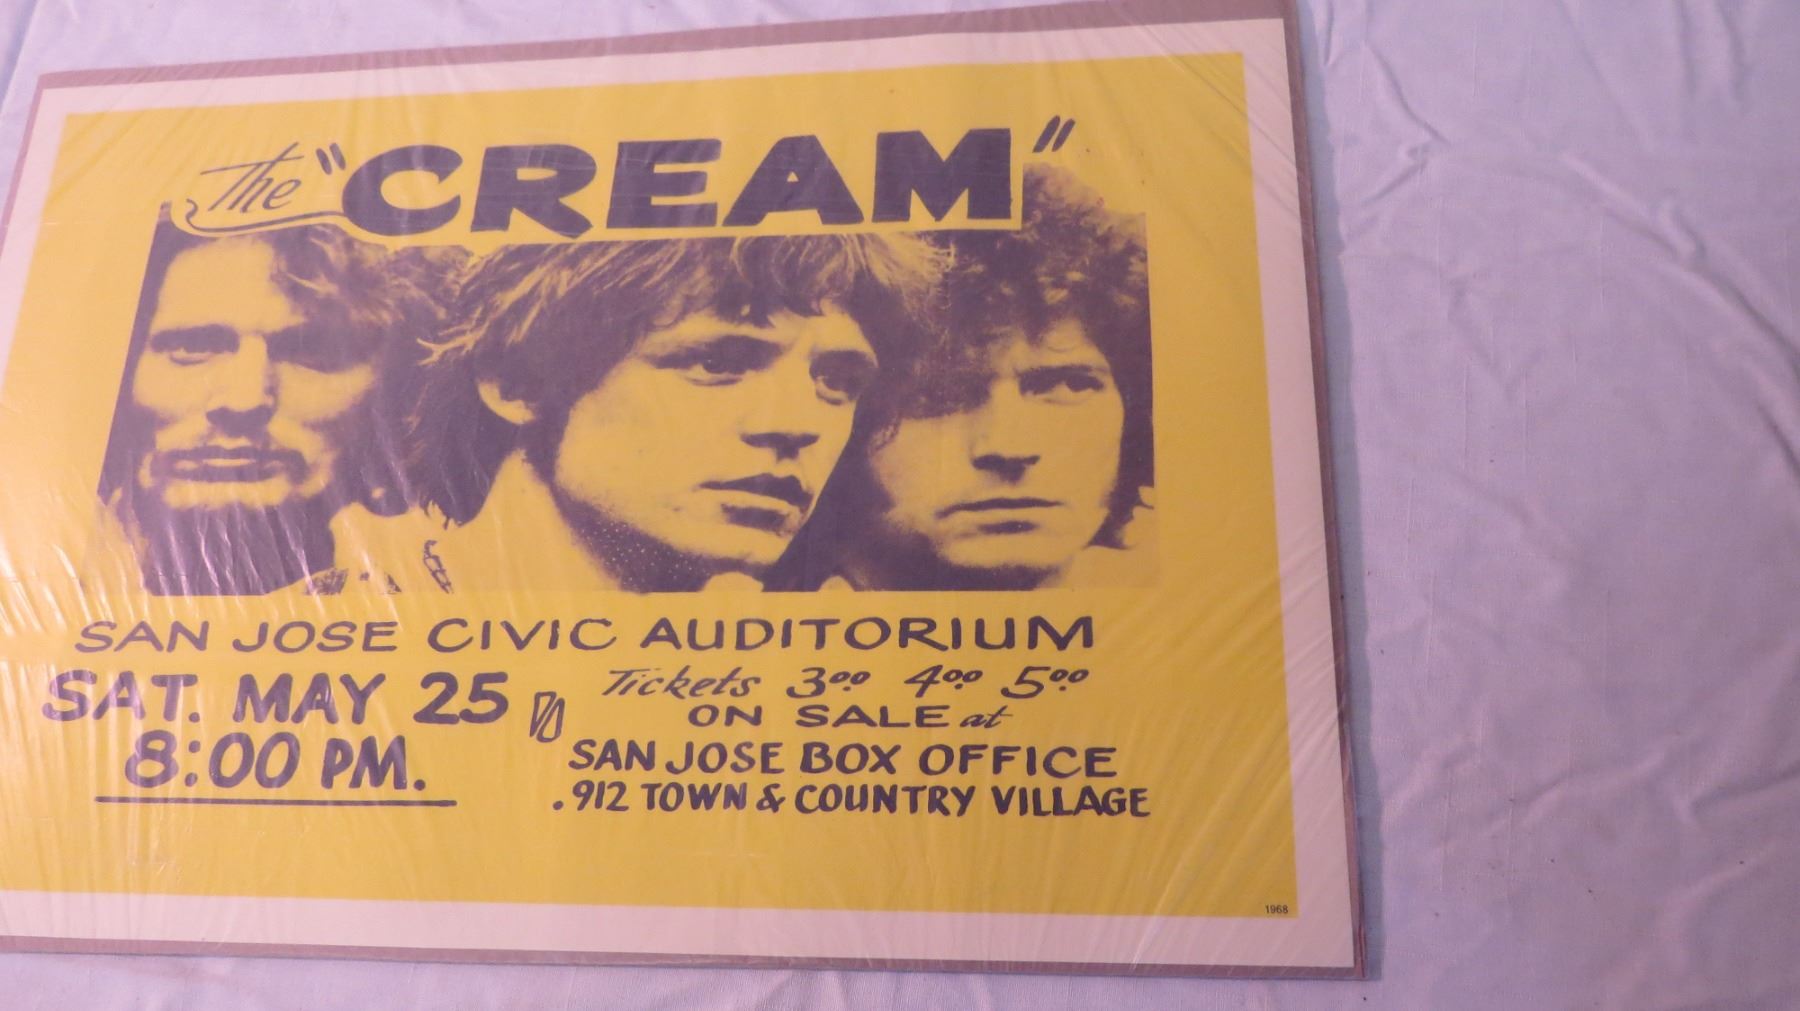 The "CREAM"
SAN JOSE CIVIC AUDITORIUM
SAT. MAY 25
8:00 PM.
Tickets 3.00 4.00 5.00
ON SALE at
SAN JOSE BOX OFFICE
.912 TOWN & COUNTRY VILLAGE
1968